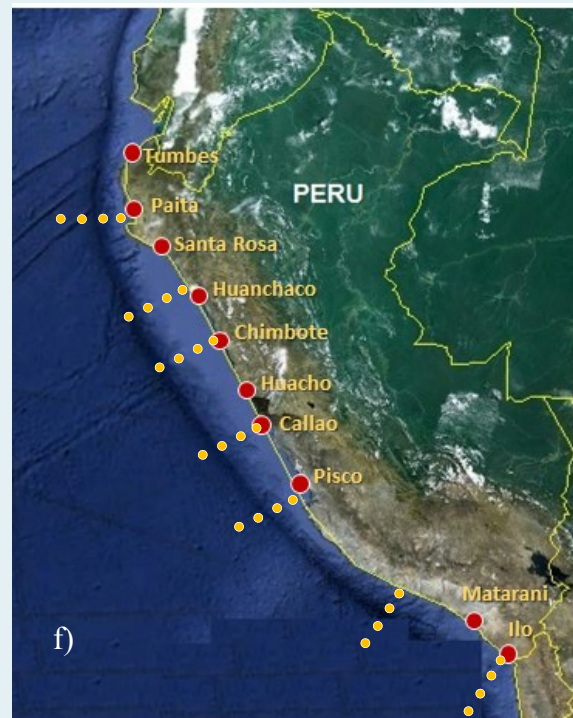 Tumbes
PERU
Paita
Santa Rosa
Huanchaco
Chimbote
Huacho
Callao
Pisco
Matarani
Ilo
f)